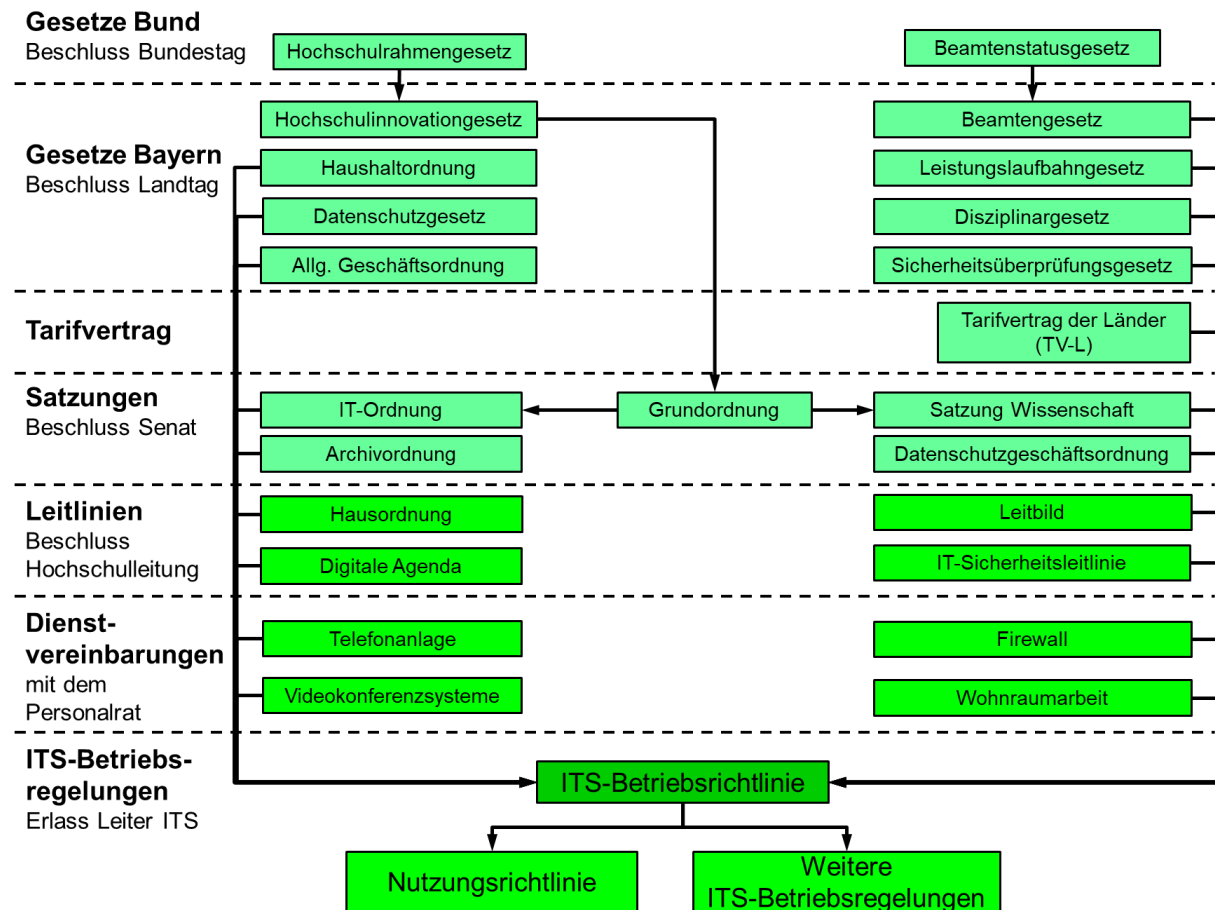 Gesetze Bund
Beschluss Bundestag
Hochschulrahmengesetz
Beamtenstatusgesetz
Gesetze Bayern
Beschluss Landtag
Hochschulinnovationgesetz
Beamtengesetz
Haushaltordnung
Leistungslaufbahngesetz
Datenschutzgesetz
Disziplinargesetz
Allg. Geschäftsordnung
Sicherheitsüberprüfungsgesetz
Tarifvertrag
Tarifvertrag der Länder
(TV-L)
Satzungen
Beschluss Senat
IT-Ordnung
Grundordnung
Satzung Wissenschaft
Archivordnung
Datenschutzgeschäftsordnung
Leitlinien
Beschluss
Hochschulleitung
Hausordnung
Leitbild
Digitale Agenda
IT-Sicherheitsleitlinie
Dienst-
vereinbarungen
mit dem
Personalrat
Telefonanlage
Firewall
Videokonferenzsysteme
Wohnraumarbeit
ITS-Betriebs-
regelungen
Erlass Leiter ITS
ITS-Betriebsrichtlinie
Nutzungsrichtlinie
Weitere
ITS-Betriebsregelungen